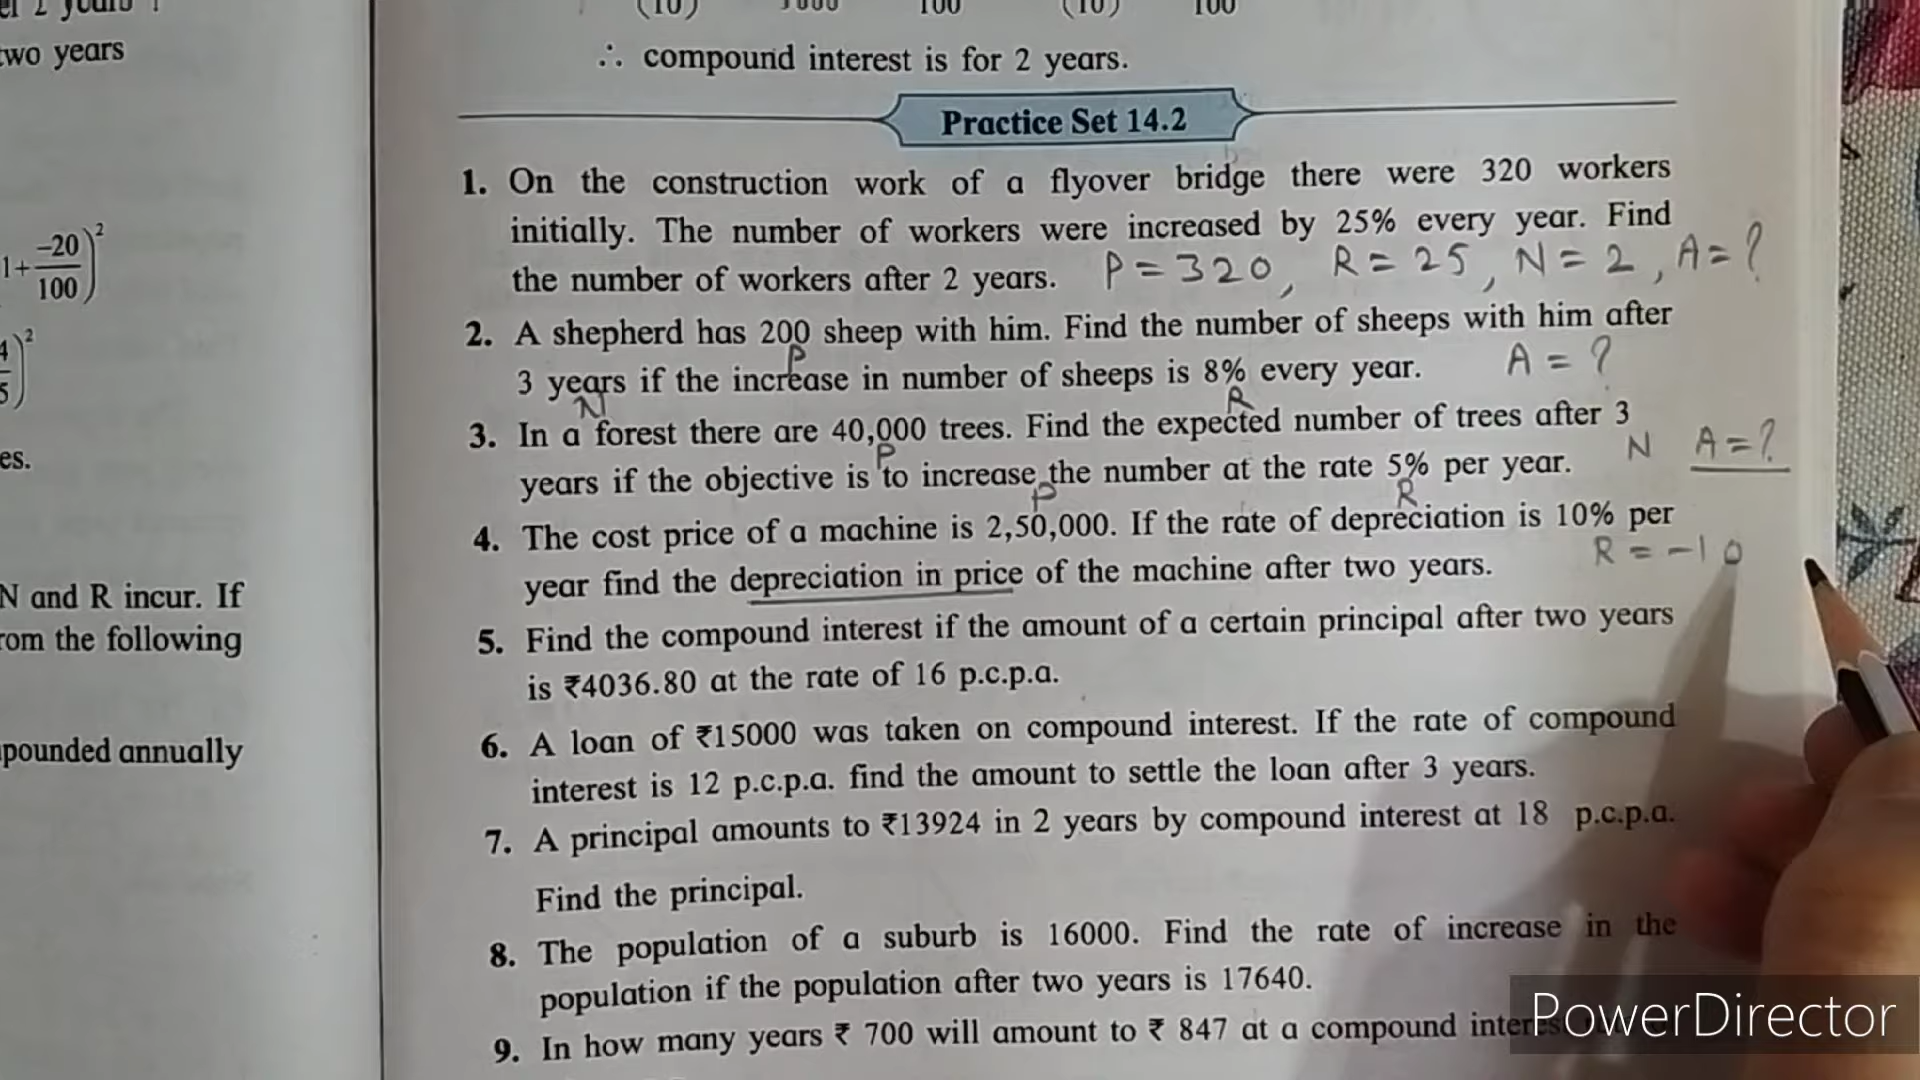 two years
1+ -20/100 )²
4/5 )²
es.
N and R incur. If
rom the following
pounded annually
∴ compound interest is for 2 years.
Practice Set 14.2
1. On the construction work of a flyover bridge there were 320 workers
initially. The number of workers were increased by 25% every year. Find
the number of workers after 2 years. P = 320, R = 25, N = 2, A = ?
2. A shepherd has 200 sheep with him. Find the number of sheeps with him after
P
3 years if the increase in number of sheeps is 8% every year. A = ?
N R
3. In a forest there are 40,000 trees. Find the expected number of trees after 3
P N A = ?
years if the objective is to increase the number at the rate 5% per year.
P R
4. The cost price of a machine is 2,50,000. If the rate of depreciation is 10% per
R = -10
year find the depreciation in price of the machine after two years.
5. Find the compound interest if the amount of a certain principal after two years
is ₹4036.80 at the rate of 16 p.c.p.a.
6. A loan of ₹15000 was taken on compound interest. If the rate of compound
interest is 12 p.c.p.a. find the amount to settle the loan after 3 years.
7. A principal amounts to ₹13924 in 2 years by compound interest at 18 p.c.p.a.
Find the principal.
8. The population of a suburb is 16000. Find the rate of increase in the
population if the population after two years is 17640.
9. In how many years ₹ 700 will amount to ₹ 847 at a compound
PowerDirector